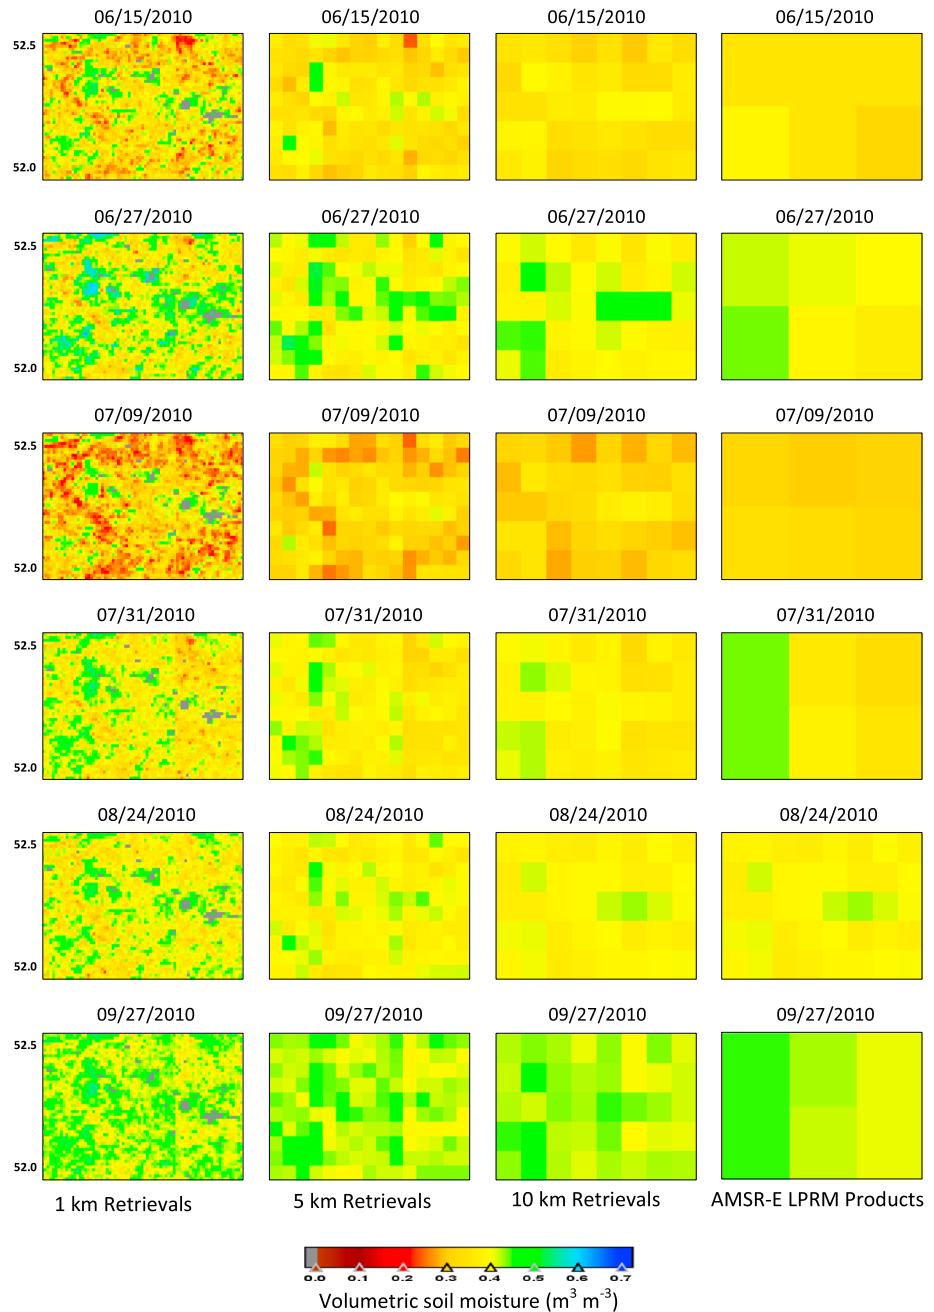 06/15/2010 06/15/2010 06/15/2010 06/15/2010
52.5
52.0
06/27/2010 06/27/2010 06/27/2010 06/27/2010
52.5
52.0
07/09/2010 07/09/2010 07/09/2010 07/09/2010
52.5
52.0
07/31/2010 07/31/2010 07/31/2010 07/31/2010
52.5
52.0
08/24/2010 08/24/2010 08/24/2010 08/24/2010
52.5
52.0
09/27/2010 09/27/2010 09/27/2010 09/27/2010
52.5
52.0
1 km Retrievals 5 km Retrievals 10 km Retrievals AMSR-E LPRM Products
0.0 0.1 0.2 0.3 0.4 0.5 0.6 0.7
Volumetric soil moisture (m³ m⁻³)